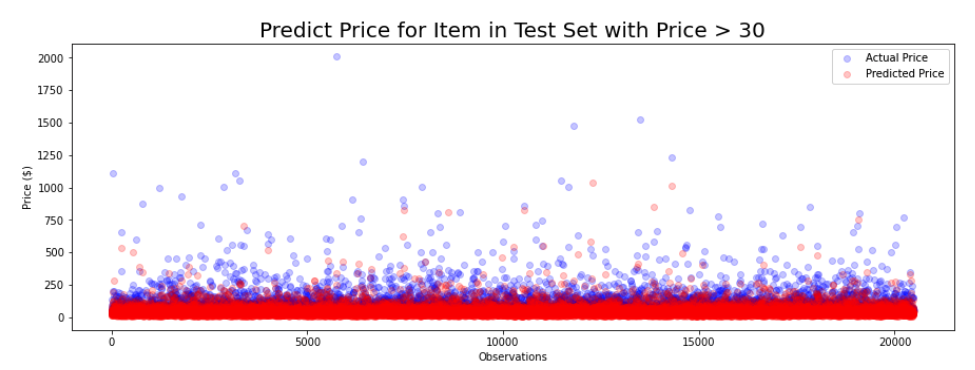 Predict Price for Item in Test Set with Price > 30
Actual Price
Predicted Price
Price ($)
2000
1750
1500
1250
1000
750
500
250
0
0 5000 10000 15000 20000
Observations